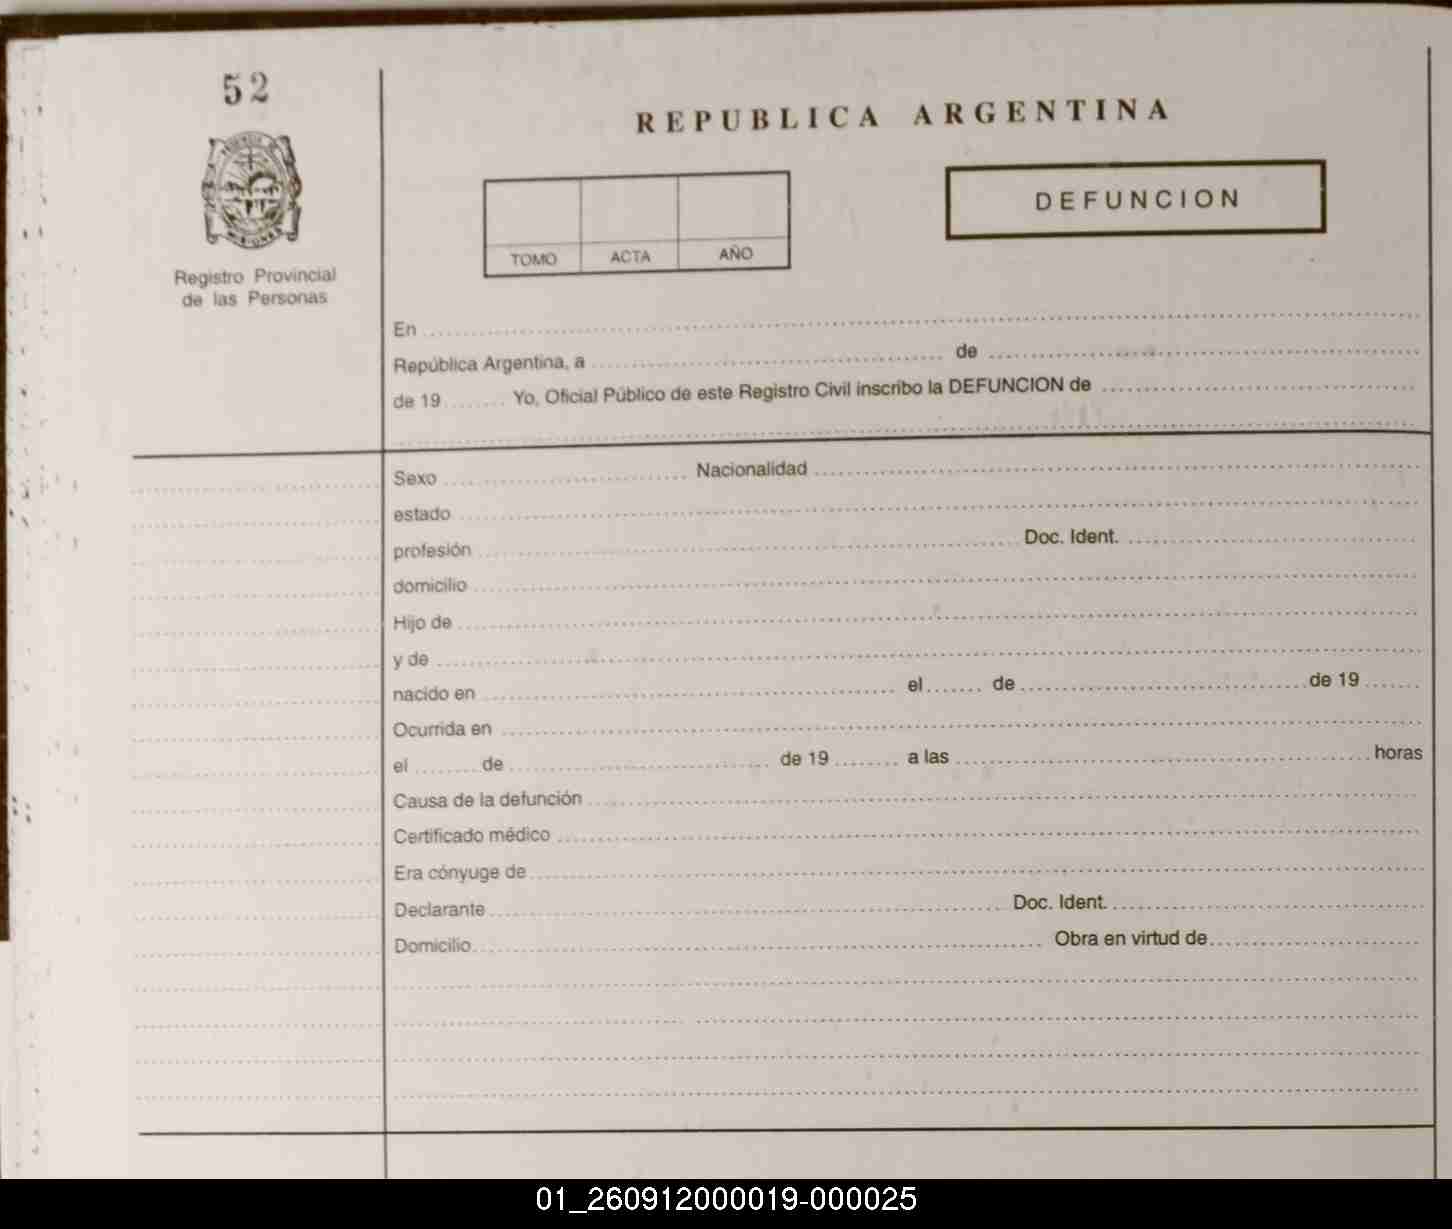 52
REPUBLICA ARGENTINA
DEFUNCION
TOMO ACTA AÑO
MISIONES
Registro Provincial
de las Personas
En
República Argentina, a de
de 19 Yo, Oficial Público de este Registro Civil inscribo la DEFUNCION de
Sexo Nacionalidad
estado
profesión Doc. Ident.
domicilio
Hijo de
y de
nacido en el de de 19
Ocurrida en
el de de 19 a las horas
Causa de la defunción
Certificado médico
Era cónyuge de
Declarante Doc. Ident.
Domicilio Obra en virtud de
01_260912000019-000025